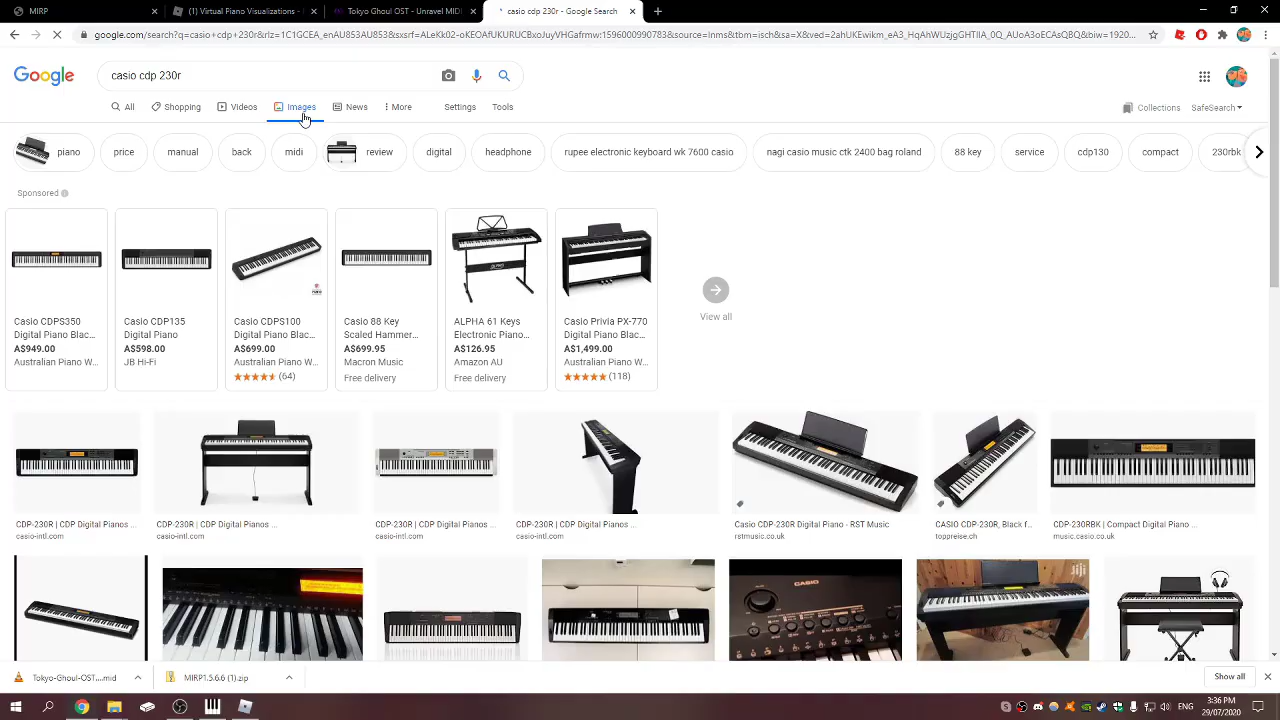 MIRP
(1) Virtual Piano Visualizations -
Tokyo Ghoul OST - Unravel MIDI
casio cdp 230r - Google Search
google.com/search?q=casio+cdp+230r&rlz=1C1GCEA_enAU853AU853&sxsrf=ALeKk02-oKEOAfUKURUCBxOuyVHGafrmw:1596000990783&source=lnms&tbm=isch&sa=X&ved=2ahUKEwikm_eA3_HqAhWUzjgGHTIlA_0Q_AUoA3oECAsQBQ&biw=1920...
Google
casio cdp 230r
All
Shopping
Videos
Images
News
More
Settings
Tools
Collections
SafeSearch
piano
price
manual
back
midi
review
digital
headphone
rupee electronic keyboard wk 7600 casio
nagi casio music ctk 2400 bag roland
88 key
service
cdp130
compact
230rbk
Sponsored
Casio CDPS350
Digital Piano Blac...
A$949.00
Australian Piano W...
Casio CDP135
Digital Piano
A$598.00
JB Hi-Fi
Casio CDPS100
Digital Piano Blac...
A$699.00
Australian Piano W...
(64)
Casio 88 Key
Scaled Hammer...
A$699.95
Macron Music
Free delivery
ALPHA 61 Keys
Electronic Piano...
A$126.95
Amazon AU
Free delivery
Casio Privia PX-770
Digital Piano Blac...
A$1,499.00
Australian Piano W...
(118)
View all
CDP-230R | CDP Digital Pianos ...
casio-intl.com
CDP-230R | CDP Digital Pianos ...
casio-intl.com
CDP-230R | CDP Digital Pianos ...
casio-intl.com
CDP-230R | CDP Digital Pianos ...
casio-intl.com
Casio CDP-230R Digital Piano - RST Music
rstmusic.co.uk
CASIO CDP-230R, Black f...
toppreise.ch
CDP-230RBK | Compact Digital Piano ...
music.casio.co.uk
CASIO
Tokyo-Ghoul-OST-....mid
MIRP1.5.6.6 (1).zip
Show all
ENG
3:36 PM
29/07/2020